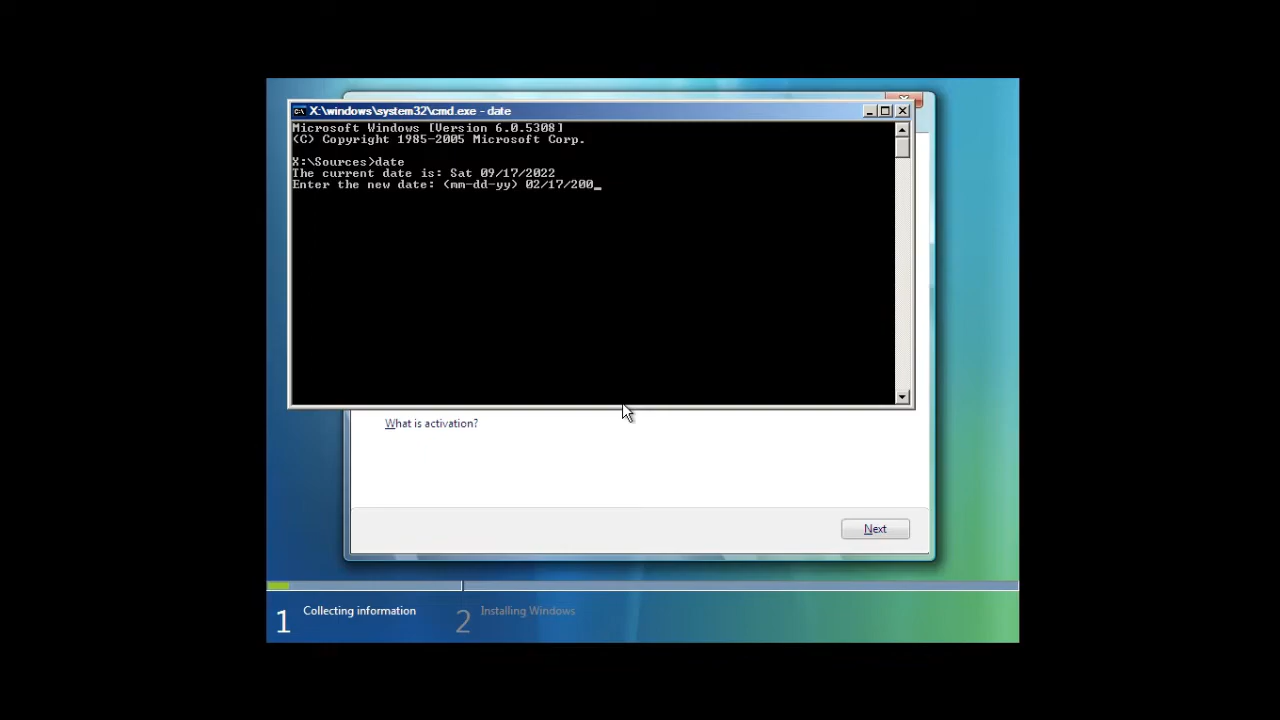 X:\windows\system32\cmd.exe - date
Microsoft Windows [Version 6.0.5308]
(C) Copyright 1985-2005 Microsoft Corp.
X:\Sources>date
The current date is: Sat 09/17/2022
Enter the new date: (mm-dd-yy) 02/17/200_
What is activation?
Next
1 Collecting information
2 Installing Windows